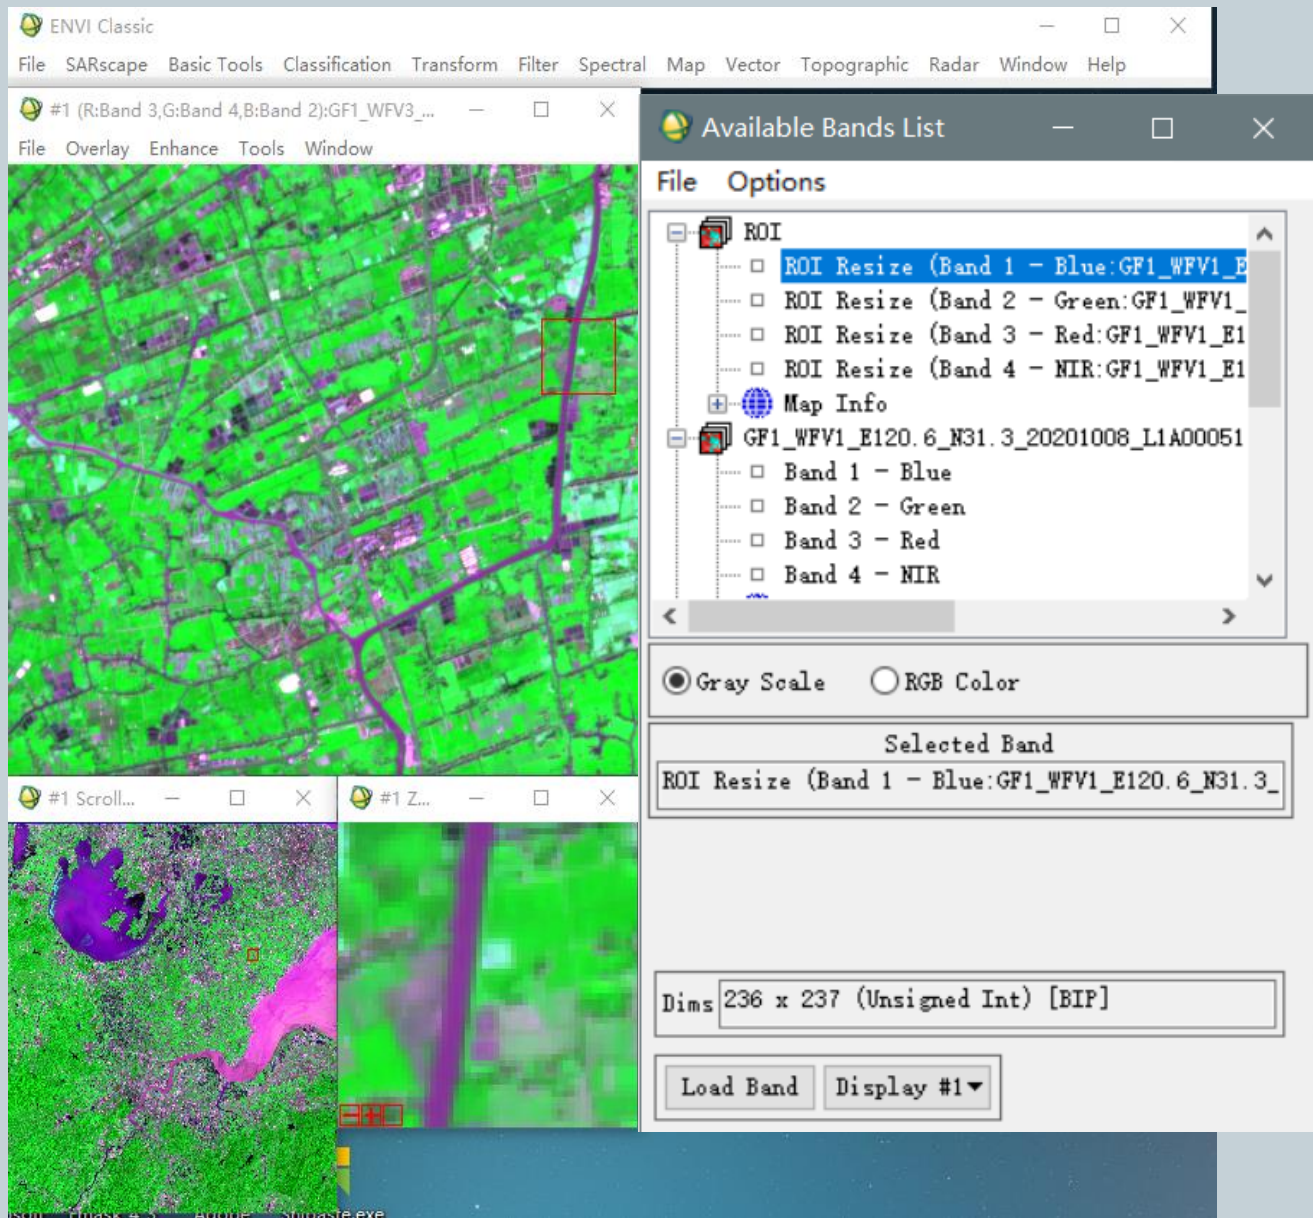 ENVI Classic
File SARscape Basic Tools Classification Transform Filter Spectral Map Vector Topographic Radar Window Help
#1 (R:Band 3,G:Band 4,B:Band 2):GF1_WFV3_...
File Overlay Enhance Tools Window
Available Bands List
File Options
ROI
ROI Resize (Band 1 - Blue:GF1_WFV1_E
ROI Resize (Band 2 - Green:GF1_WFV1_
ROI Resize (Band 3 - Red:GF1_WFV1_E1
ROI Resize (Band 4 - NIR:GF1_WFV1_E1
Map Info
GF1_WFV1_E120.6_N31.3_20201008_L1A00051
Band 1 - Blue
Band 2 - Green
Band 3 - Red
Band 4 - NIR
Gray Scale RGB Color
Selected Band
ROI Resize (Band 1 - Blue:GF1_WFV1_E120.6_N31.3_
#1 Scroll...
#1 Z...
Dims 236 x 237 (Unsigned Int) [BIP]
Load Band Display #1
Snipaste.exe